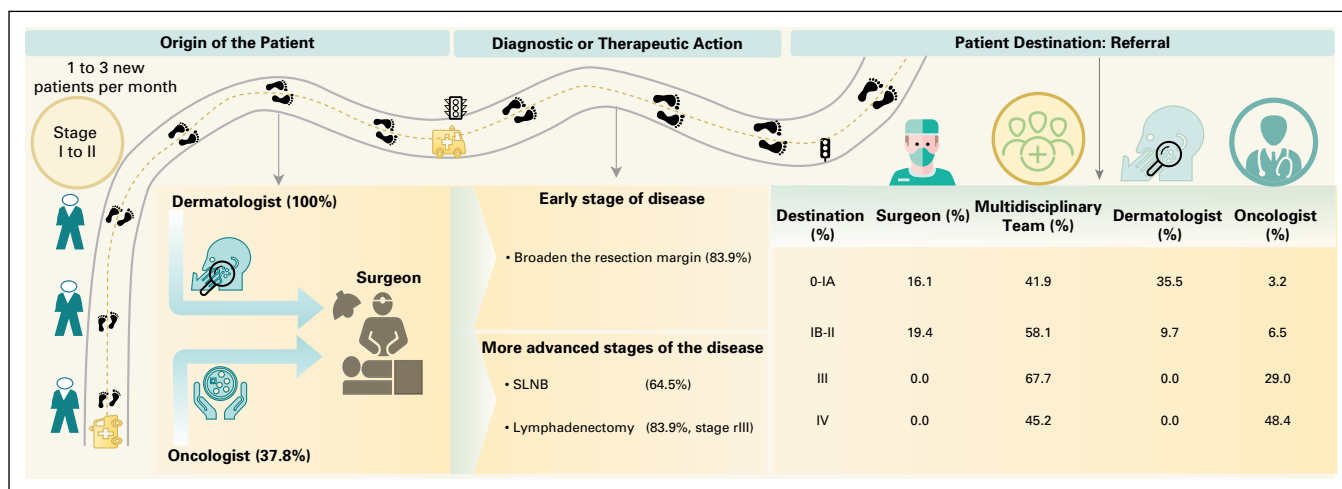 Origin of the Patient
Diagnostic or Therapeutic Action
Patient Destination: Referral
1 to 3 new
patients per month
Stage
I to II
Dermatologist (100%)
Surgeon
Oncologist (37.8%)
Early stage of disease
• Broaden the resection margin (83.9%)
More advanced stages of the disease
• SLNB (64.5%)
• Lymphadenectomy (83.9%, stage rIII)
Destination Surgeon (%) Multidisciplinary Dermatologist Oncologist
(%) Team (%) (%) (%)
0-IA 16.1 41.9 35.5 3.2
IB-II 19.4 58.1 9.7 6.5
III 0.0 67.7 0.0 29.0
IV 0.0 45.2 0.0 48.4